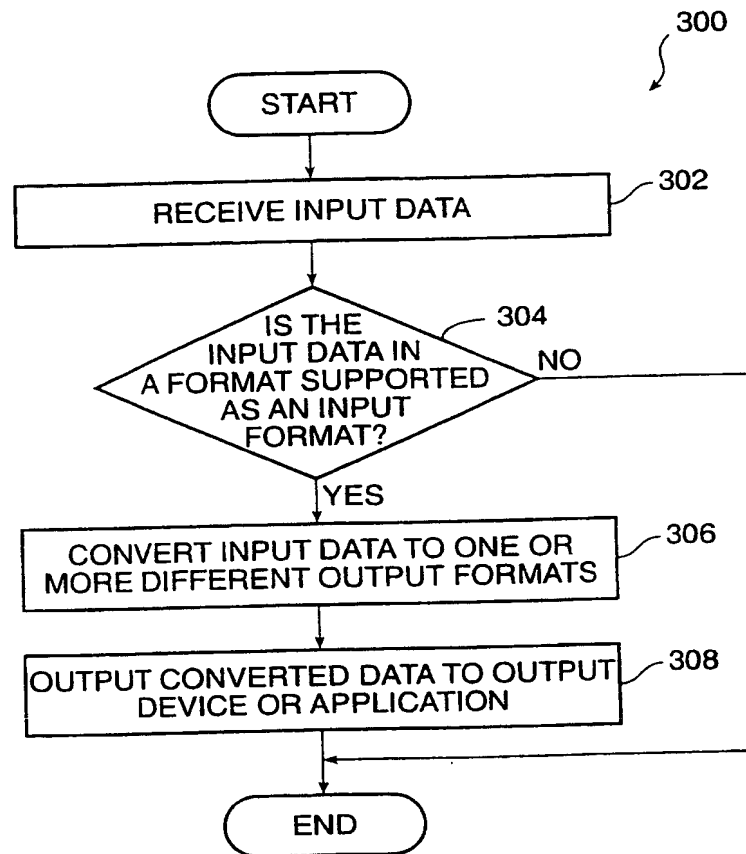 300
START
302
RECEIVE INPUT DATA
304
IS THE
INPUT DATA IN
A FORMAT SUPPORTED
AS AN INPUT
FORMAT?
NO
YES
306
CONVERT INPUT DATA TO ONE OR
MORE DIFFERENT OUTPUT FORMATS
308
OUTPUT CONVERTED DATA TO OUTPUT
DEVICE OR APPLICATION
END